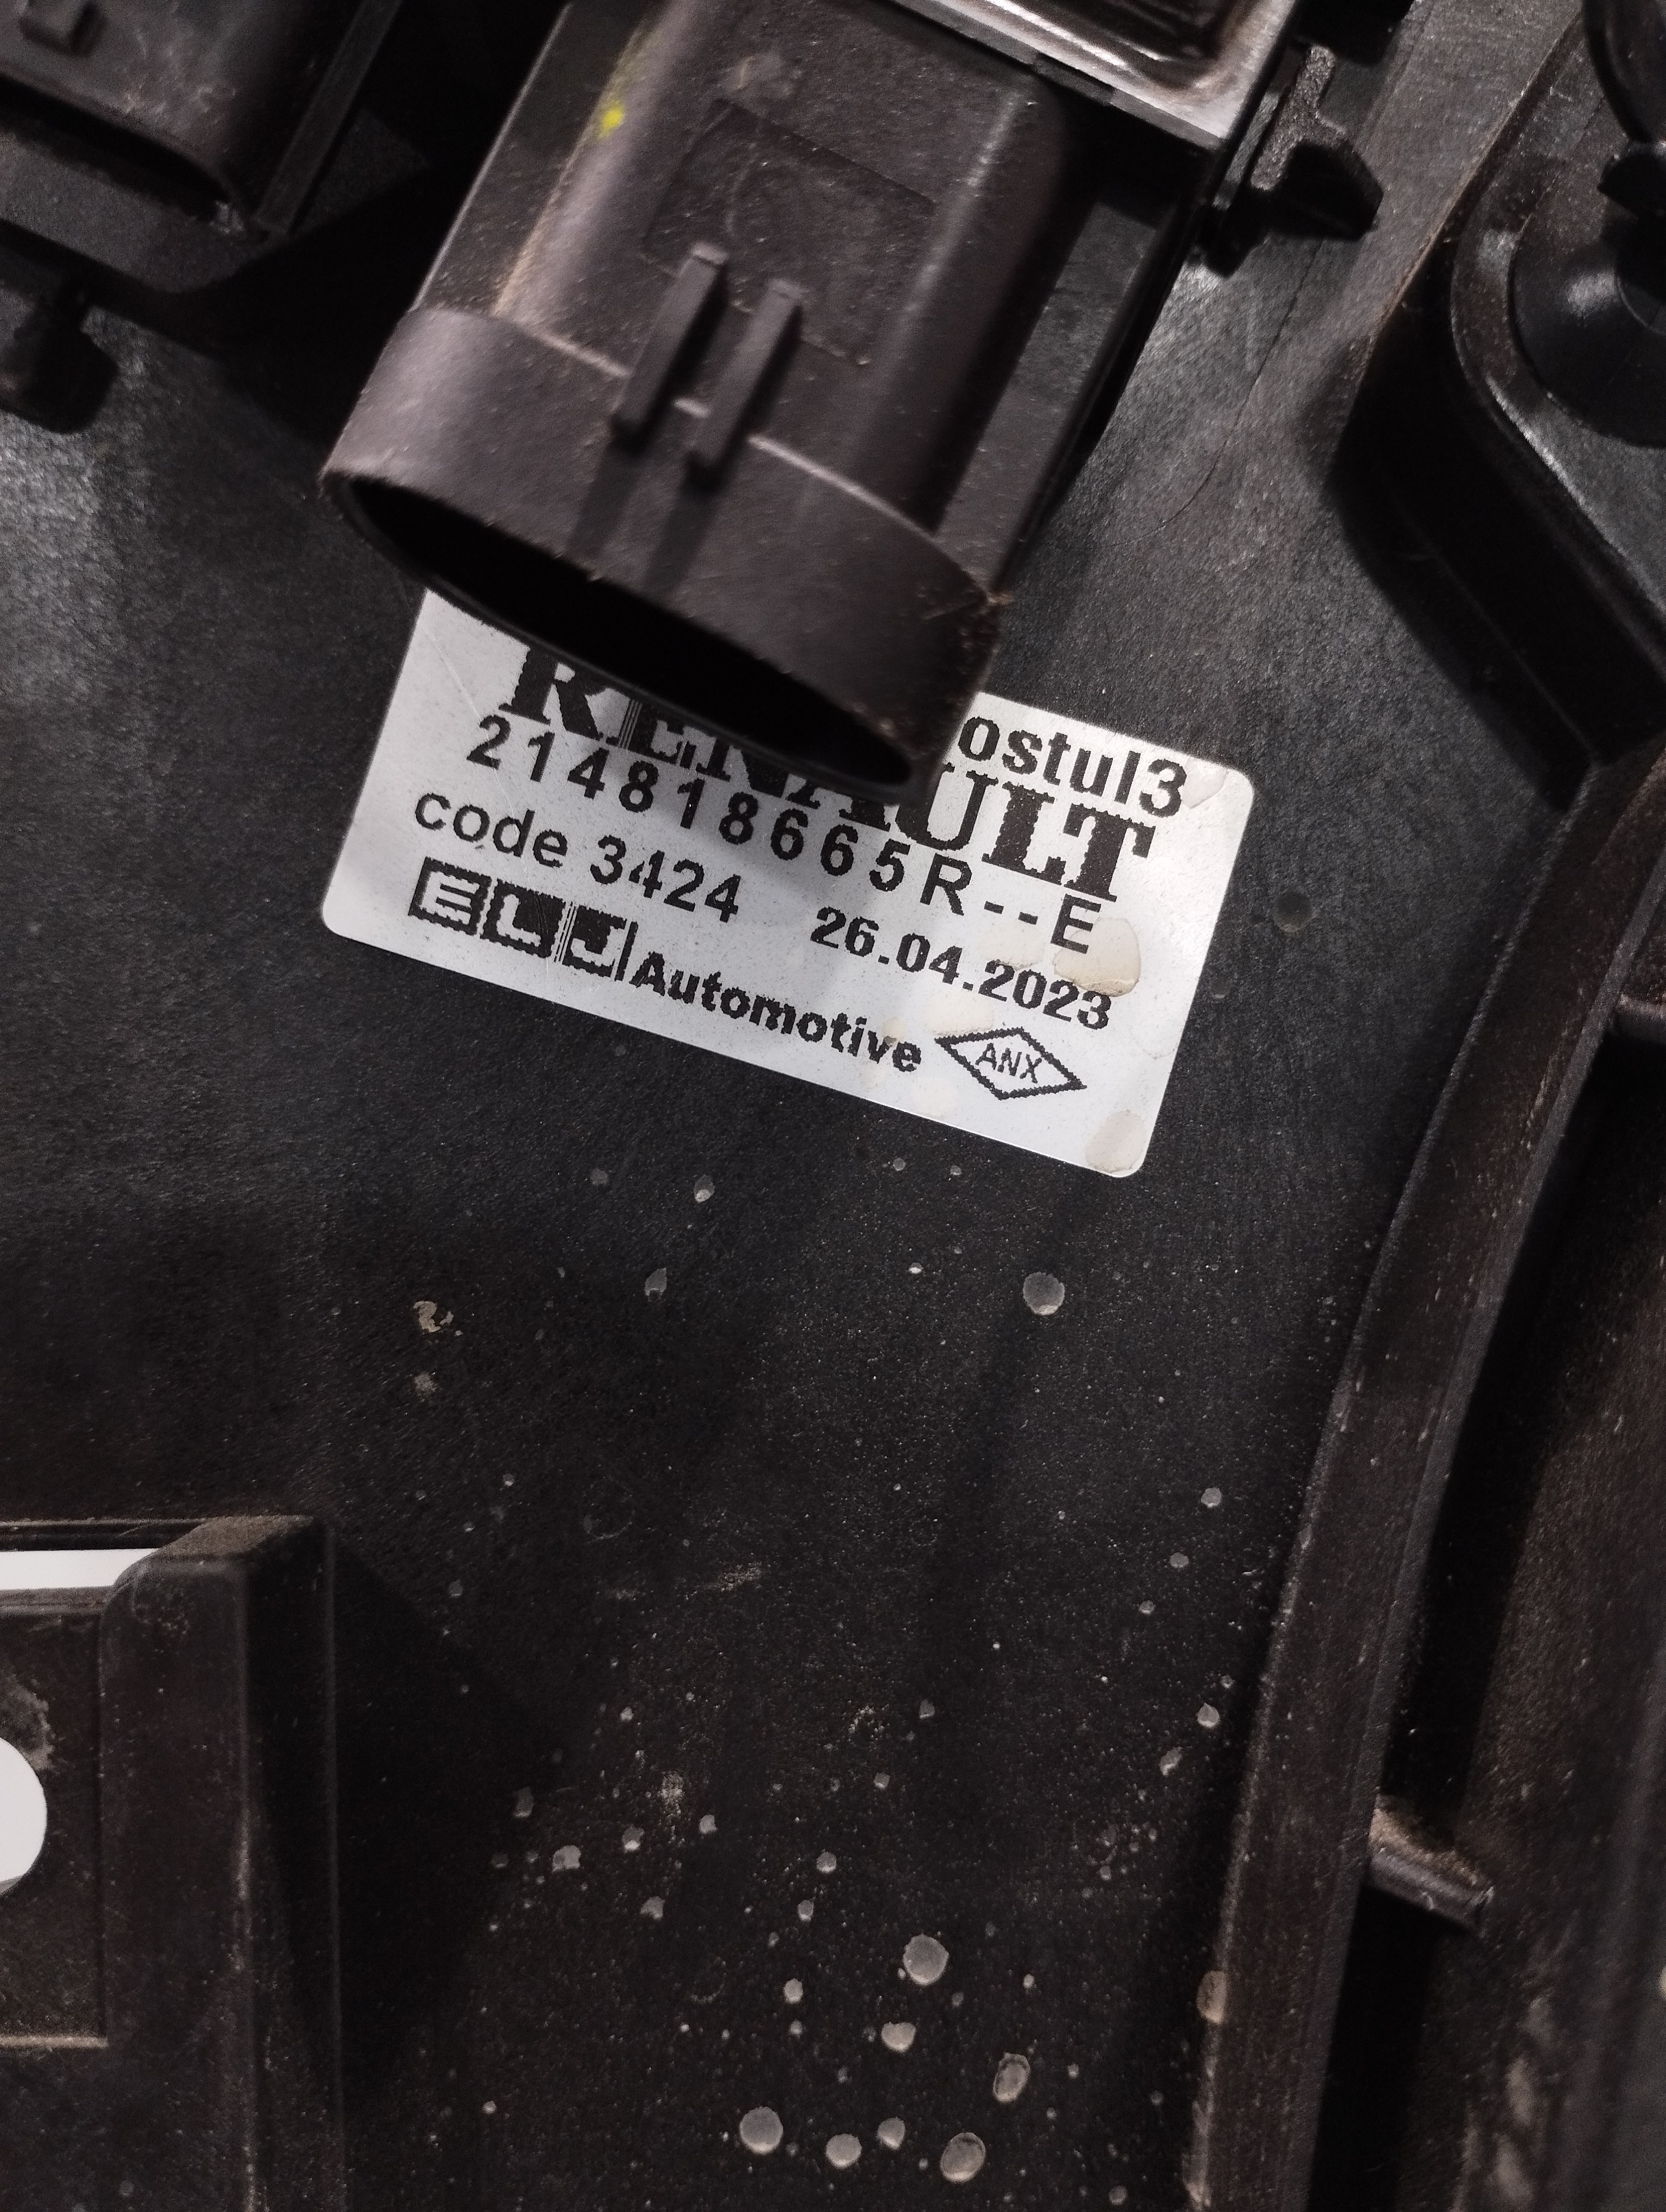 ostul3
RENAULT
214818665R--E
code 3424 26.04.2023
ELJ Automotive ANX